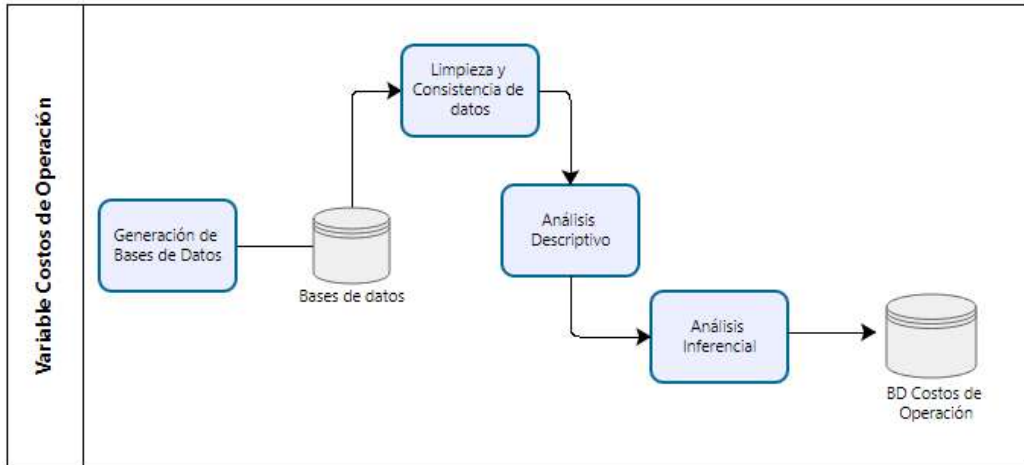 Variable Costos de Operación
Generación de
Bases de Datos
Bases de datos
Limpieza y
Consistencia de
datos
Análisis
Descriptivo
Análisis
Inferencial
BD Costos de
Operación